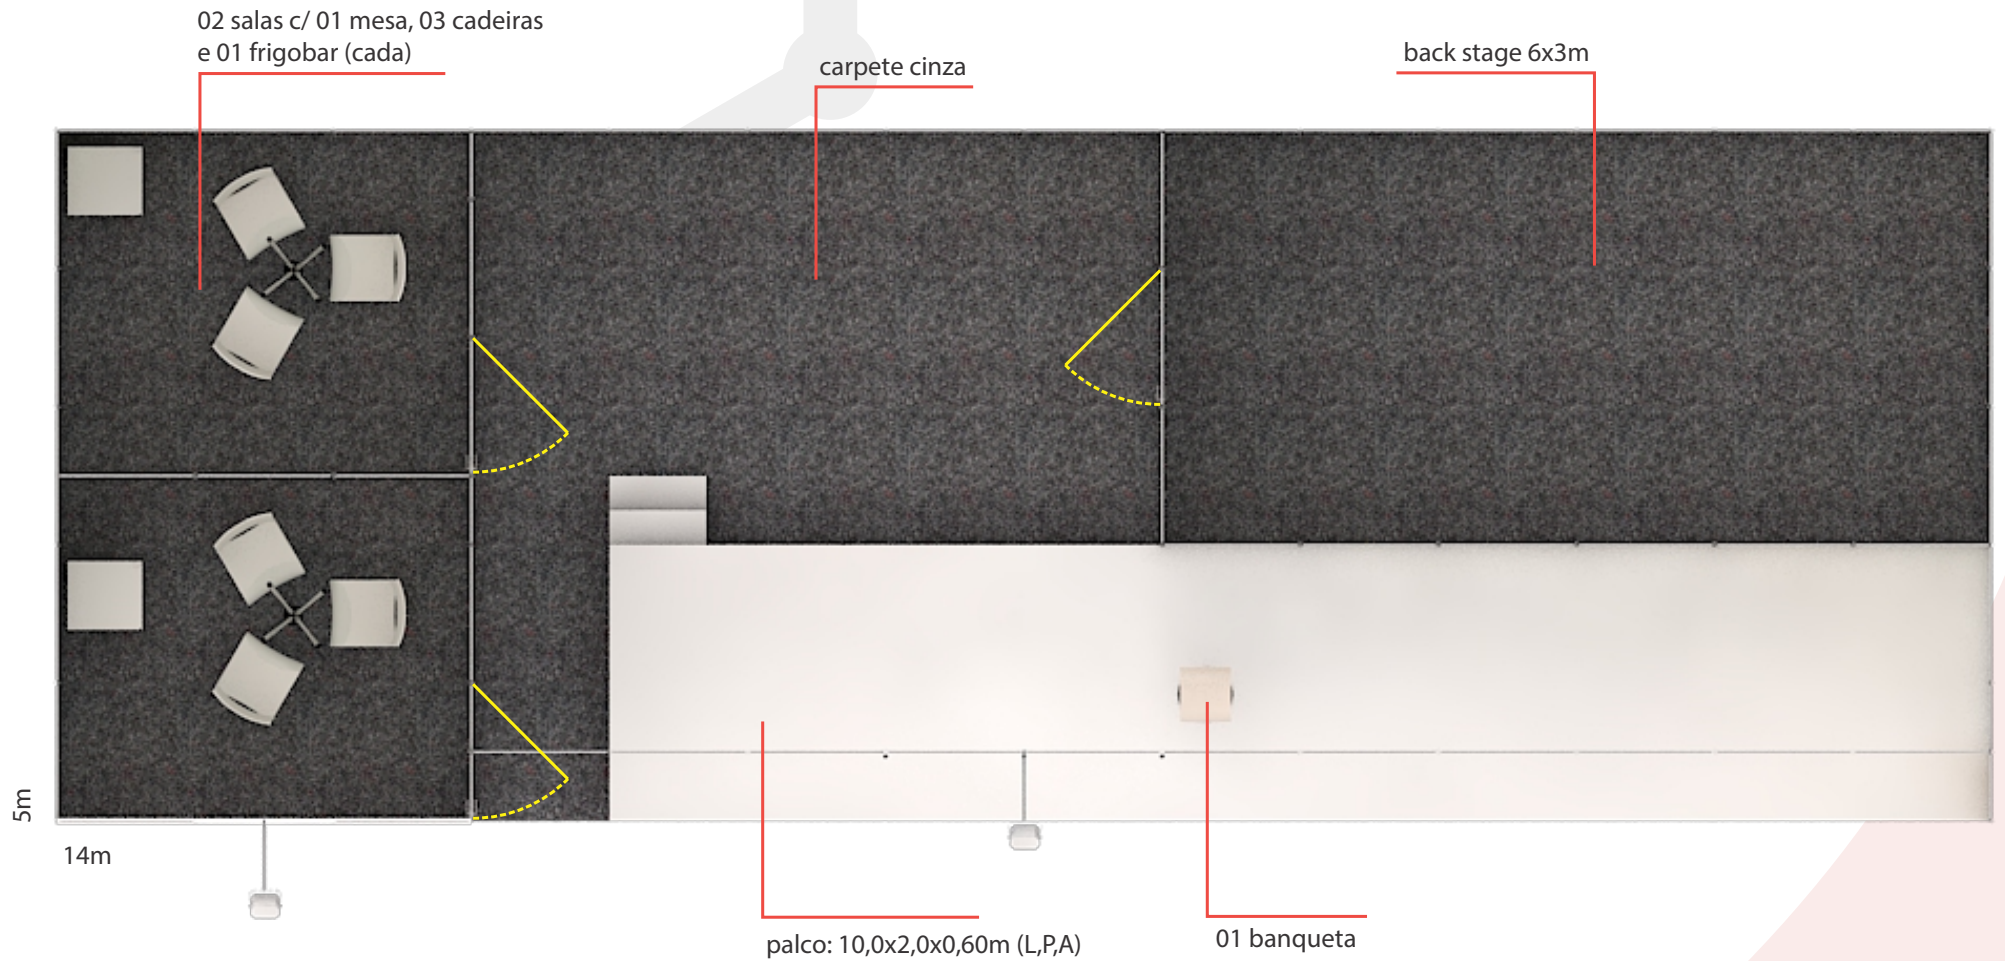 02 salas c/ 01 mesa, 03 cadeiras
e 01 frigobar (cada)
carpete cinza
back stage 6x3m
5m
14m
palco: 10,0x2,0x0,60m (L,P,A)
01 banqueta